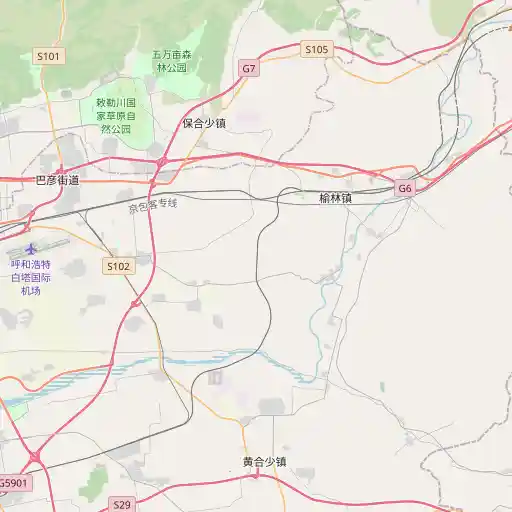 S101
五万亩森
林公园
G7
S105
敕勒川国
家草原自
然公园
保合少镇
巴彦街道
G6
榆林镇
京包客专线
呼和浩特
白塔国际
机场
S102
黄合少镇
G5901
S29